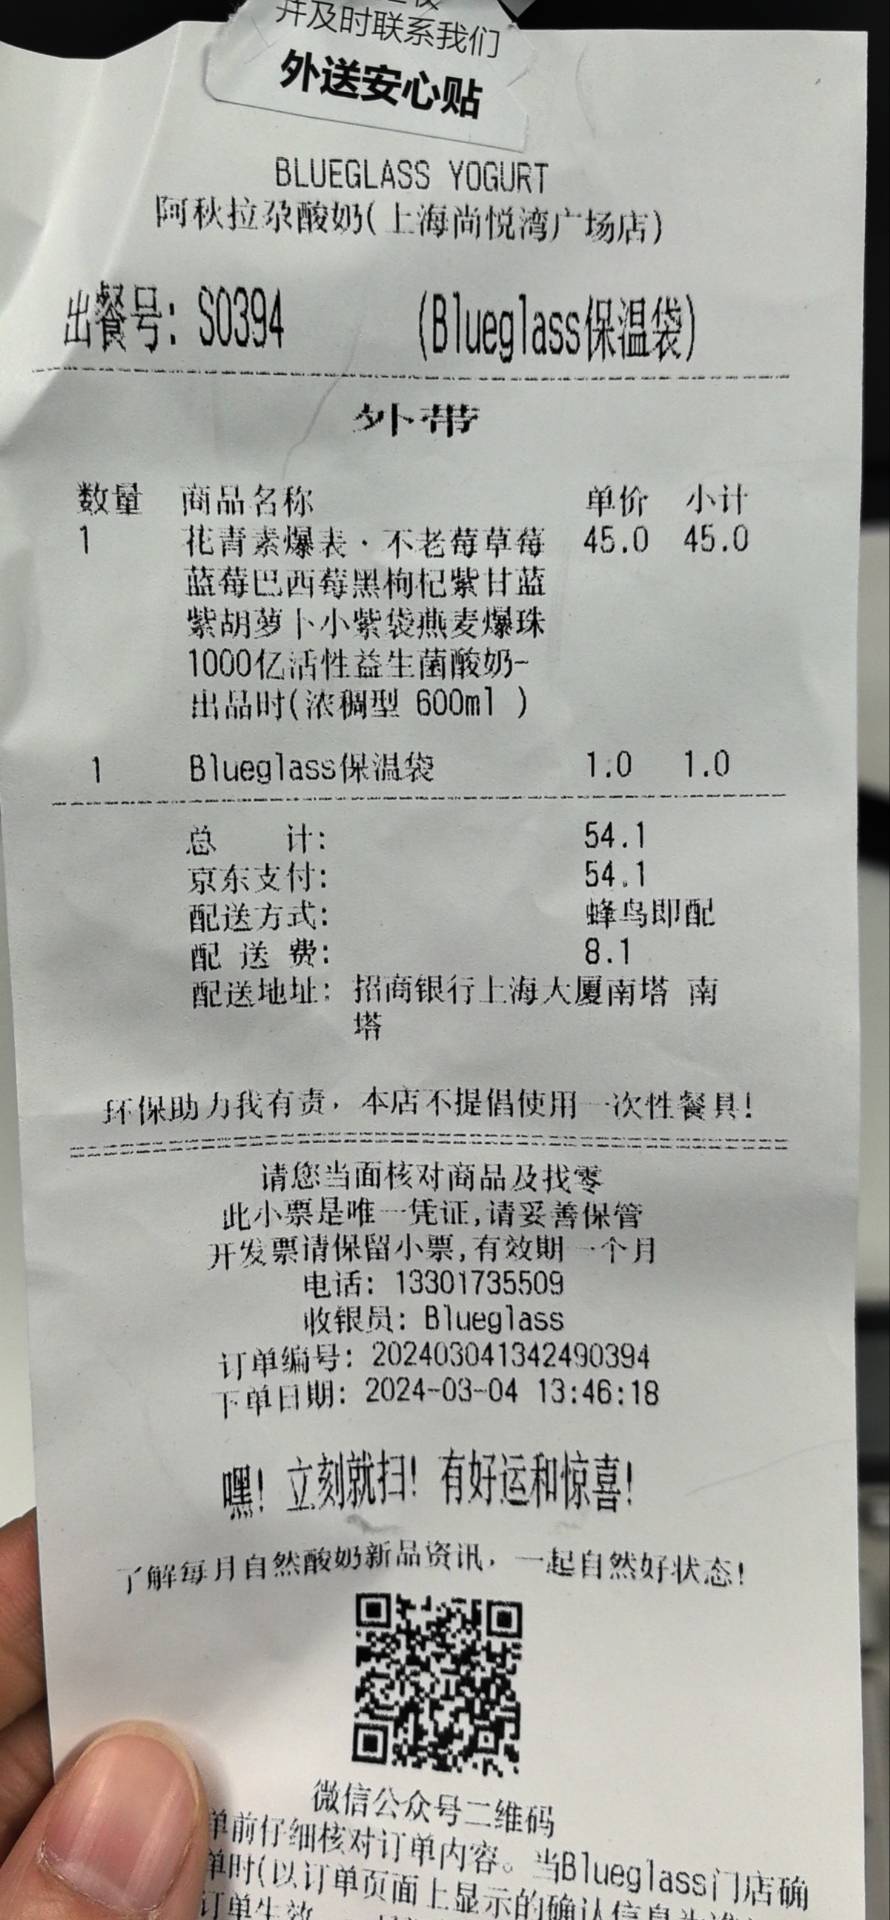 并及时联系我们
外送安心贴
BLUEGLASS YOGURT
阿秋拉尕酸奶(上海尚悦湾广场店)
出餐号: S0394 (Blueglass保温袋)
外带
数量 商品名称 单价 小计
1 花青素爆表·不老莓草莓 45.0 45.0
蓝莓巴西莓黑枸杞紫甘蓝
紫胡萝卜小紫袋燕麦爆珠
1000亿活性益生菌酸奶-
出品时(浓稠型 600ml )
1 Blueglass保温袋 1.0 1.0
总 计: 54.1
京东支付: 54.1
配送方式: 蜂鸟即配
配 送 费: 8.1
配送地址: 招商银行上海大厦南塔 南
塔
环保助力我有责，本店不提倡使用一次性餐具!
请您当面核对商品及找零
此小票是唯一凭证,请妥善保管
开发票请保留小票,有效期一个月
电话: 13301735509
收银员: Blueglass
订单编号: 202403041342490394
下单日期: 2024-03-04 13:46:18
嘿! 立刻就扫! 有好运和惊喜!
了解每月自然酸奶新品资讯，一起自然好状态!
微信公众号二维码
单前仔细核对订单内容。当Blueglass门店确
单时(以订单页面上显示的确认信息为准
订单生效